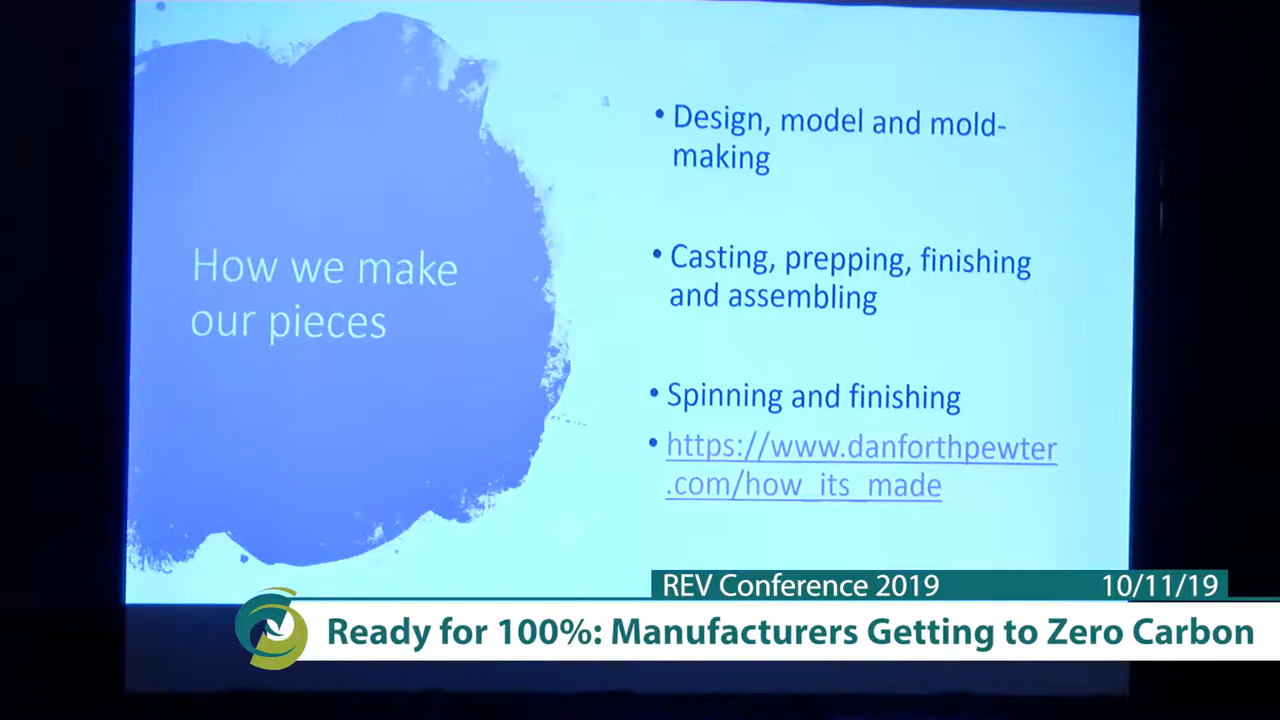 How we make
our pieces
• Design, model and mold-
making
• Casting, prepping, finishing
and assembling
• Spinning and finishing
• https://www.danforthpewter
.com/how_its_made
REV Conference 2019
10/11/19
Ready for 100%: Manufacturers Getting to Zero Carbon